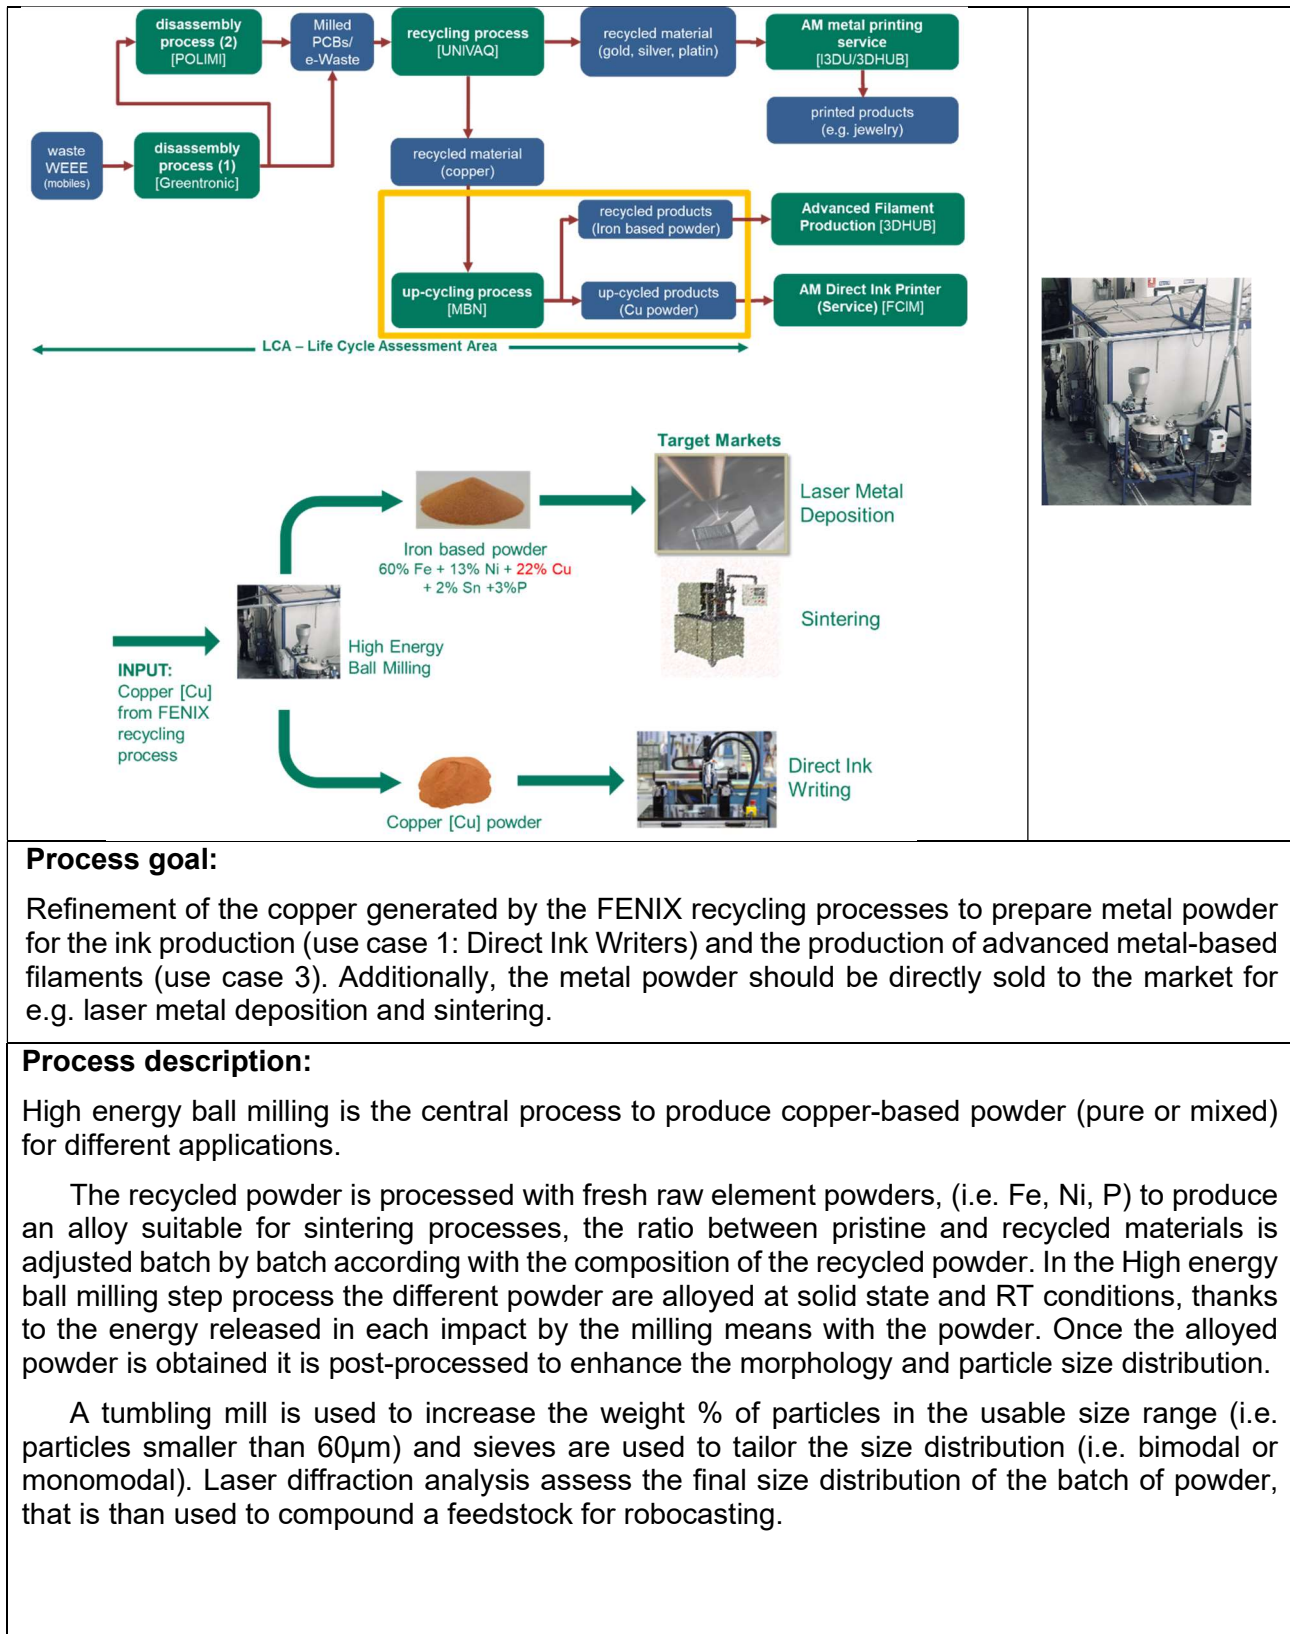 disassembly
process (2)
[POLIMI]
Milled
PCBs/
e-Waste
recycling process
[UNIVAQ]
recycled material
(gold, silver, platin)
AM metal printing
service
[I3DU/3DHUB]
printed products
(e.g. jewelry)
waste
WEEE
(mobiles)
disassembly
process (1)
[Greentronic]
recycled material
(copper)
recycled products
(Iron based powder)
Advanced Filament
Production [3DHUB]
up-cycling process
[MBN]
up-cycled products
(Cu powder)
AM Direct Ink Printer
(Service) [FCIM]
LCA – Life Cycle Assessment Area
Target Markets
Laser Metal
Deposition
Iron based powder
60% Fe + 13% Ni + 22% Cu
+ 2% Sn +3%P
Sintering
High Energy
Ball Milling
INPUT:
Copper [Cu]
from FENIX
recycling
process
Direct Ink
Writing
Copper [Cu] powder
Process goal:
Refinement of the copper generated by the FENIX recycling processes to prepare metal powder
for the ink production (use case 1: Direct Ink Writers) and the production of advanced metal-based
filaments (use case 3). Additionally, the metal powder should be directly sold to the market for
e.g. laser metal deposition and sintering.
Process description:
High energy ball milling is the central process to produce copper-based powder (pure or mixed)
for different applications.
The recycled powder is processed with fresh raw element powders, (i.e. Fe, Ni, P) to produce
an alloy suitable for sintering processes, the ratio between pristine and recycled materials is
adjusted batch by batch according with the composition of the recycled powder. In the High energy
ball milling step process the different powder are alloyed at solid state and RT conditions, thanks
to the energy released in each impact by the milling means with the powder. Once the alloyed
powder is obtained it is post-processed to enhance the morphology and particle size distribution.
A tumbling mill is used to increase the weight % of particles in the usable size range (i.e.
particles smaller than 60µm) and sieves are used to tailor the size distribution (i.e. bimodal or
monomodal). Laser diffraction analysis assess the final size distribution of the batch of powder,
that is than used to compound a feedstock for robocasting.